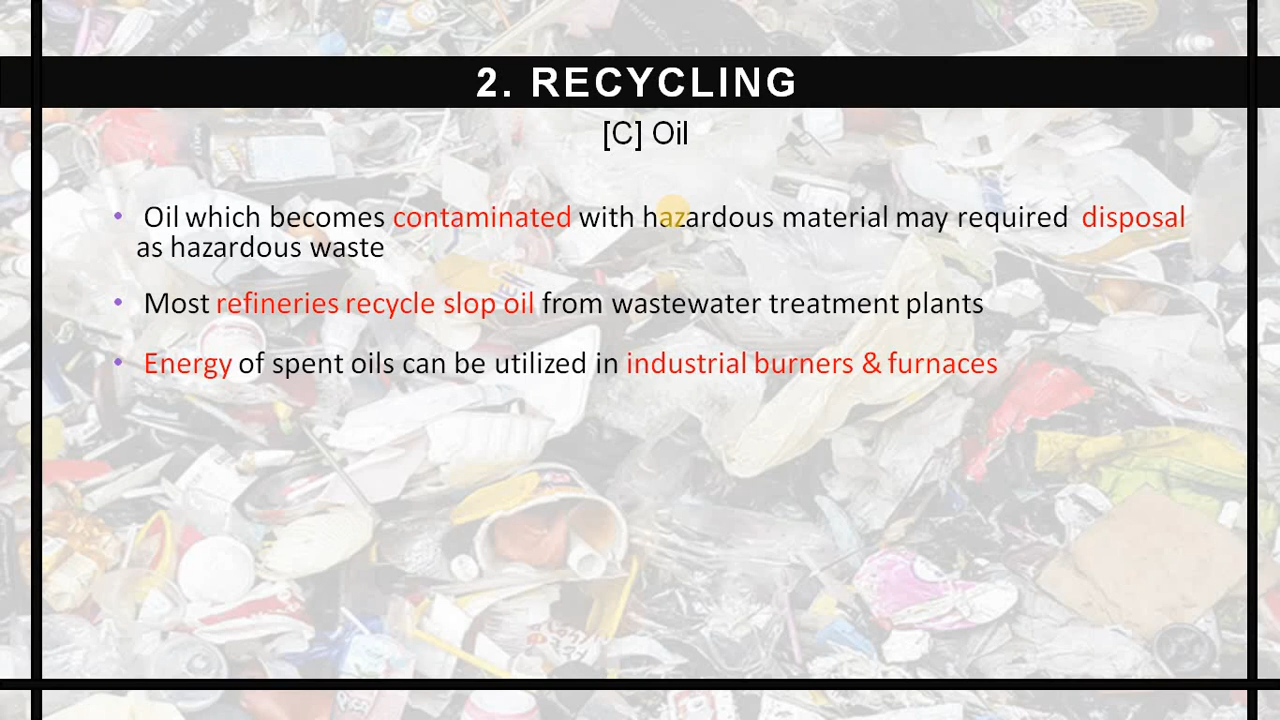 2. RECYCLING
[C] Oil
• Oil which becomes contaminated with hazardous material may required disposal
as hazardous waste
• Most refineries recycle slop oil from wastewater treatment plants
• Energy of spent oils can be utilized in industrial burners & furnaces